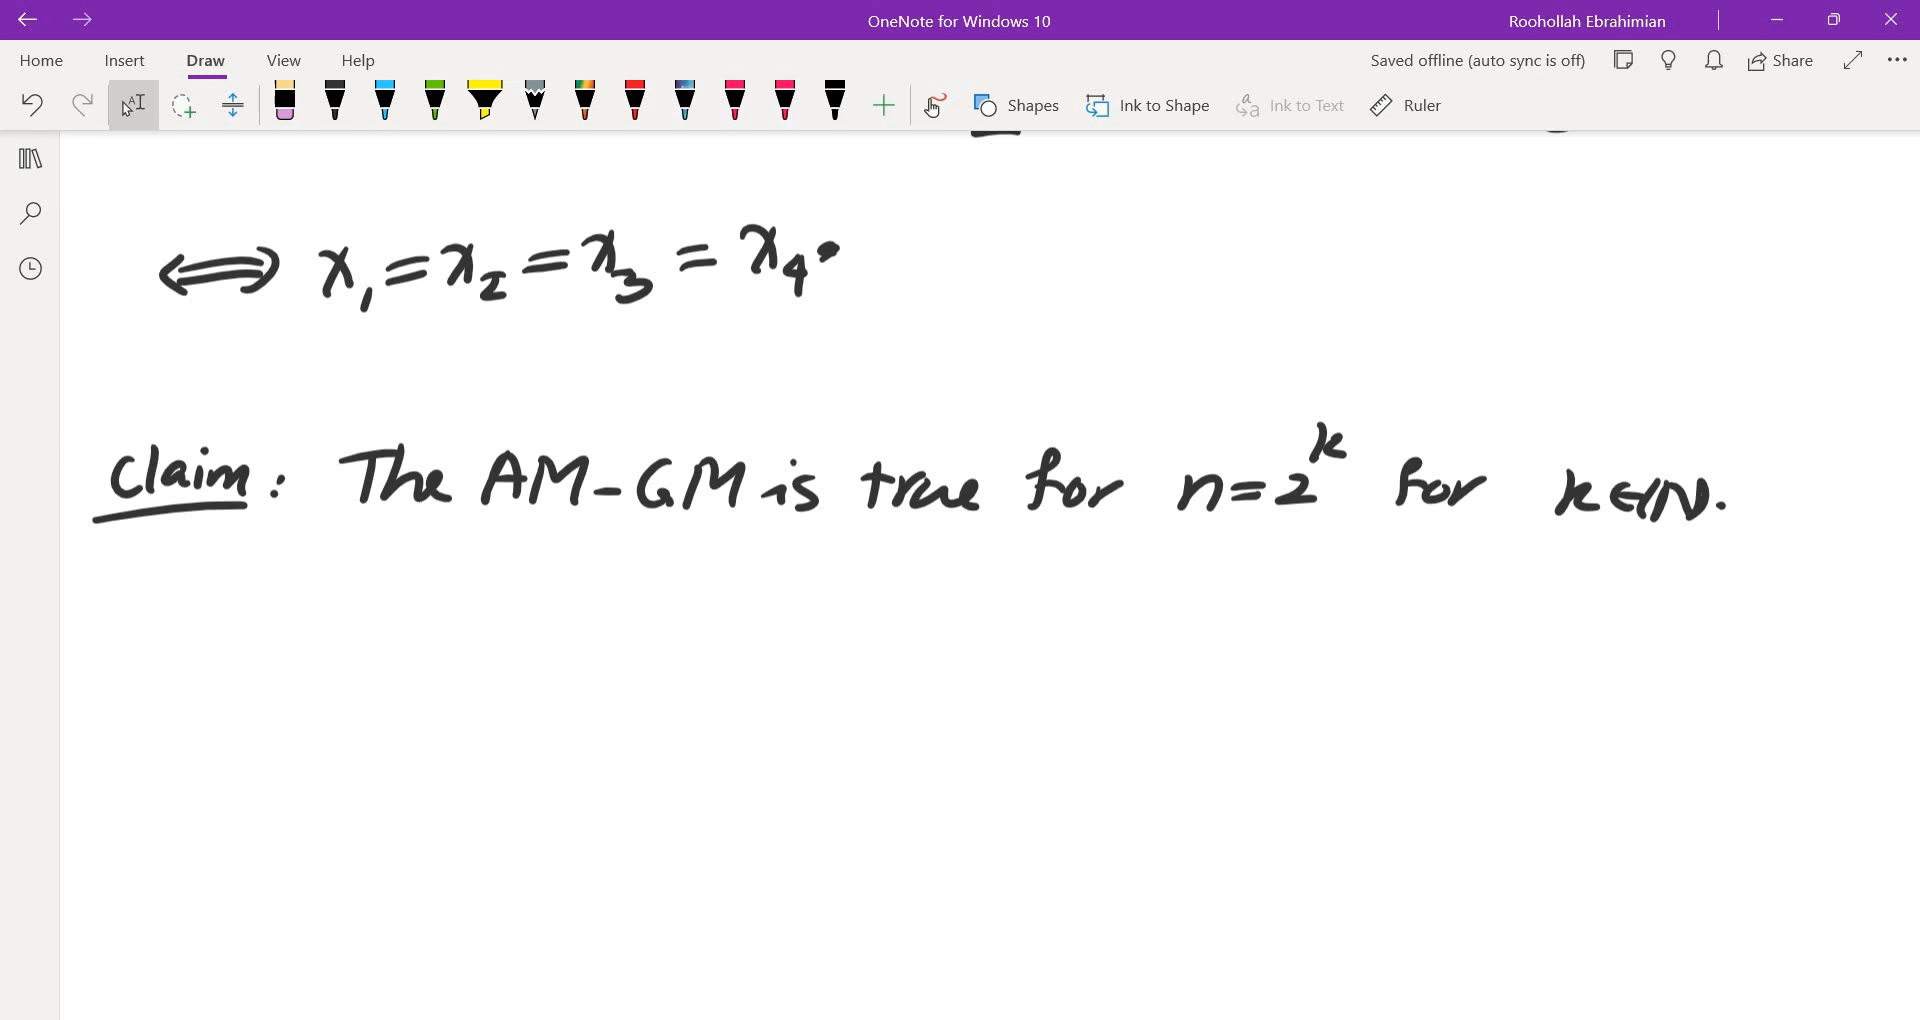 OneNote for Windows 10
Roohollah Ebrahimian
Home Insert Draw View Help
Saved offline (auto sync is off) Share
Shapes Ink to Shape Ink to Text Ruler
⟺ x₁ = x₂ = x₃ = x₄.
Claim: The AM-GM is true for n=2ᵏ for k∈ℕ.